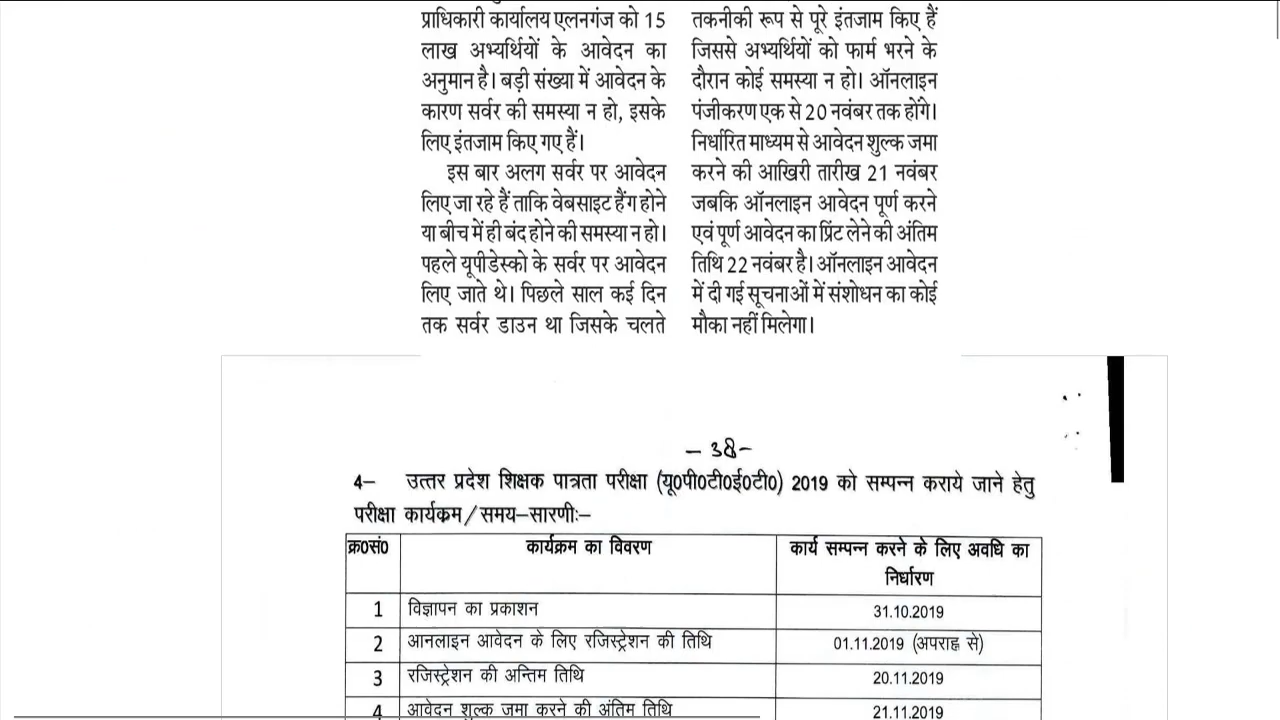 प्राधिकारी कार्यालय एलनगंज को 15
लाख अभ्यर्थियों के आवेदन का
अनुमान है। बड़ी संख्या में आवेदन के
कारण सर्वर की समस्या न हो, इसके
लिए इंतजाम किए गए हैं।
इस बार अलग सर्वर पर आवेदन
लिए जा रहे हैं ताकि वेबसाइट हैंग होने
या बीच में ही बंद होने की समस्या न हो।
पहले यूपीडेस्को के सर्वर पर आवेदन
लिए जाते थे। पिछले साल कई दिन
तक सर्वर डाउन था जिसके चलते
तकनीकी रूप से पूरे इंतजाम किए हैं
जिससे अभ्यर्थियों को फार्म भरने के
दौरान कोई समस्या न हो। ऑनलाइन
पंजीकरण एक से 20 नवंबर तक होंगे।
निर्धारित माध्यम से आवेदन शुल्क जमा
करने की आखिरी तारीख 21 नवंबर
जबकि ऑनलाइन आवेदन पूर्ण करने
एवं पूर्ण आवेदन का प्रिंट लेने की अंतिम
तिथि 22 नवंबर है। ऑनलाइन आवेदन
में दी गई सूचनाओं में संशोधन का कोई
मौका नहीं मिलेगा।
– 38 –
4– उत्तर प्रदेश शिक्षक पात्रता परीक्षा (यू0पी0टी0ई0टी0) 2019 को सम्पन्न कराये जाने हेतु
परीक्षा कार्यक्रम/समय–सारणीः–
क्र0सं0 कार्यक्रम का विवरण कार्य सम्पन्न करने के लिए अवधि का
निर्धारण
1 विज्ञापन का प्रकाशन 31.10.2019
2 आनलाइन आवेदन के लिए रजिस्ट्रेशन की तिथि 01.11.2019 (अपराह्न से)
3 रजिस्ट्रेशन की अन्तिम तिथि 20.11.2019
4 आवेदन शुल्क जमा करने की अंतिम तिथि 21.11.2019